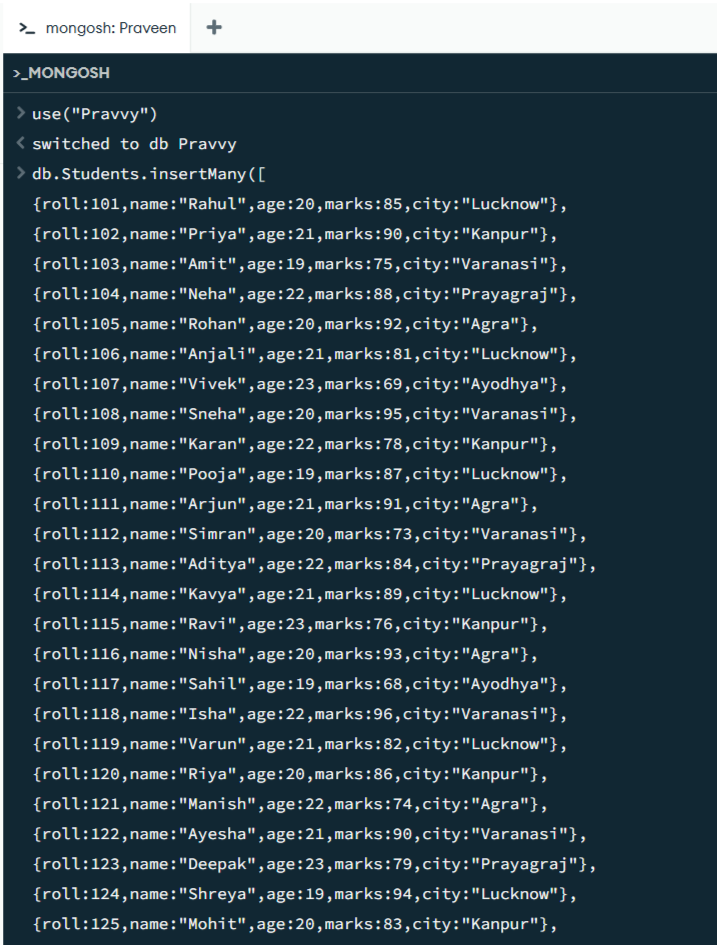 >_ mongosh: Praveen +
>_MONGOSH
> use("Pravvy")
< switched to db Pravvy
> db.Students.insertMany([
{roll:101,name:"Rahul",age:20,marks:85,city:"Lucknow"},
{roll:102,name:"Priya",age:21,marks:90,city:"Kanpur"},
{roll:103,name:"Amit",age:19,marks:75,city:"Varanasi"},
{roll:104,name:"Neha",age:22,marks:88,city:"Prayagraj"},
{roll:105,name:"Rohan",age:20,marks:92,city:"Agra"},
{roll:106,name:"Anjali",age:21,marks:81,city:"Lucknow"},
{roll:107,name:"Vivek",age:23,marks:69,city:"Ayodhya"},
{roll:108,name:"Sneha",age:20,marks:95,city:"Varanasi"},
{roll:109,name:"Karan",age:22,marks:78,city:"Kanpur"},
{roll:110,name:"Pooja",age:19,marks:87,city:"Lucknow"},
{roll:111,name:"Arjun",age:21,marks:91,city:"Agra"},
{roll:112,name:"Simran",age:20,marks:73,city:"Varanasi"},
{roll:113,name:"Aditya",age:22,marks:84,city:"Prayagraj"},
{roll:114,name:"Kavya",age:21,marks:89,city:"Lucknow"},
{roll:115,name:"Ravi",age:23,marks:76,city:"Kanpur"},
{roll:116,name:"Nisha",age:20,marks:93,city:"Agra"},
{roll:117,name:"Sahil",age:19,marks:68,city:"Ayodhya"},
{roll:118,name:"Isha",age:22,marks:96,city:"Varanasi"},
{roll:119,name:"Varun",age:21,marks:82,city:"Lucknow"},
{roll:120,name:"Riya",age:20,marks:86,city:"Kanpur"},
{roll:121,name:"Manish",age:22,marks:74,city:"Agra"},
{roll:122,name:"Ayesha",age:21,marks:90,city:"Varanasi"},
{roll:123,name:"Deepak",age:23,marks:79,city:"Prayagraj"},
{roll:124,name:"Shreya",age:19,marks:94,city:"Lucknow"},
{roll:125,name:"Mohit",age:20,marks:83,city:"Kanpur"},